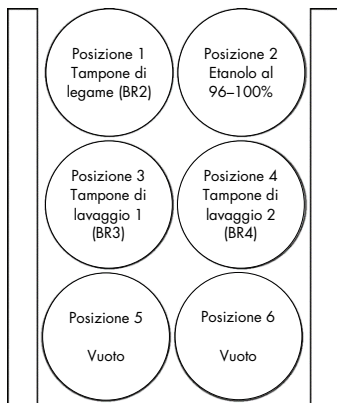 Posizione 1
Tampone di
legame (BR2)
Posizione 2
Etanolo al
96–100%
Posizione 3
Tampone di
lavaggio 1
(BR3)
Posizione 4
Tampone di
lavaggio 2
(BR4)
Posizione 5
Vuoto
Posizione 6
Vuoto